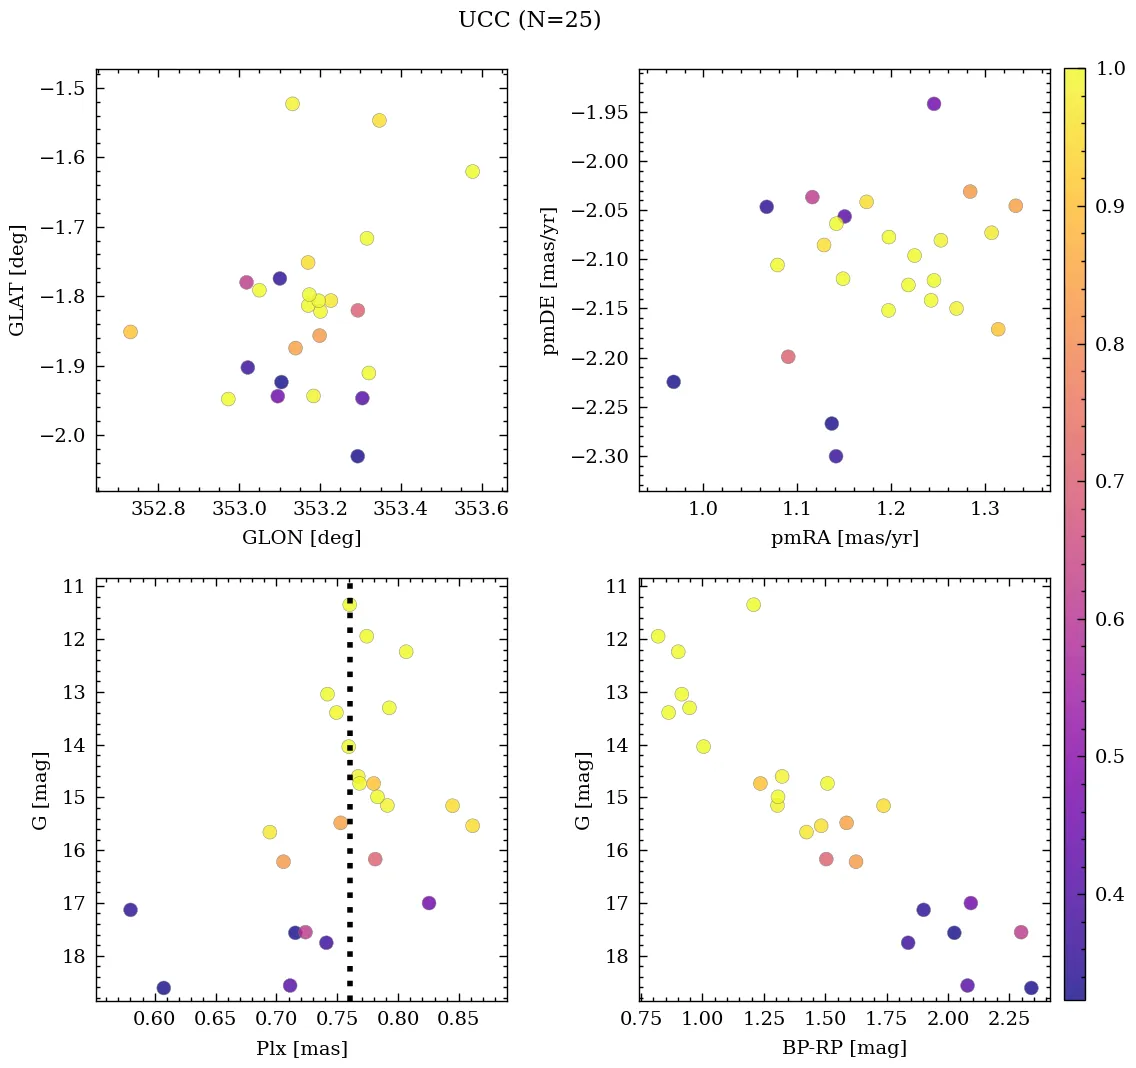 UCC (N=25)
−1.5
−1.6
−1.7
−1.8
−1.9
−2.0
GLAT [deg]
352.8 353.0 353.2 353.4 353.6
GLON [deg]
−1.95
−2.00
−2.05
−2.10
−2.15
−2.20
−2.25
−2.30
pmDE [mas/yr]
1.0 1.1 1.2 1.3
pmRA [mas/yr]
1.0
0.9
0.8
0.7
0.6
0.5
0.4
11
12
13
14
15
16
17
18
G [mag]
0.60 0.65 0.70 0.75 0.80 0.85
Plx [mas]
11
12
13
14
15
16
17
18
G [mag]
0.75 1.00 1.25 1.50 1.75 2.00 2.25
BP-RP [mag]